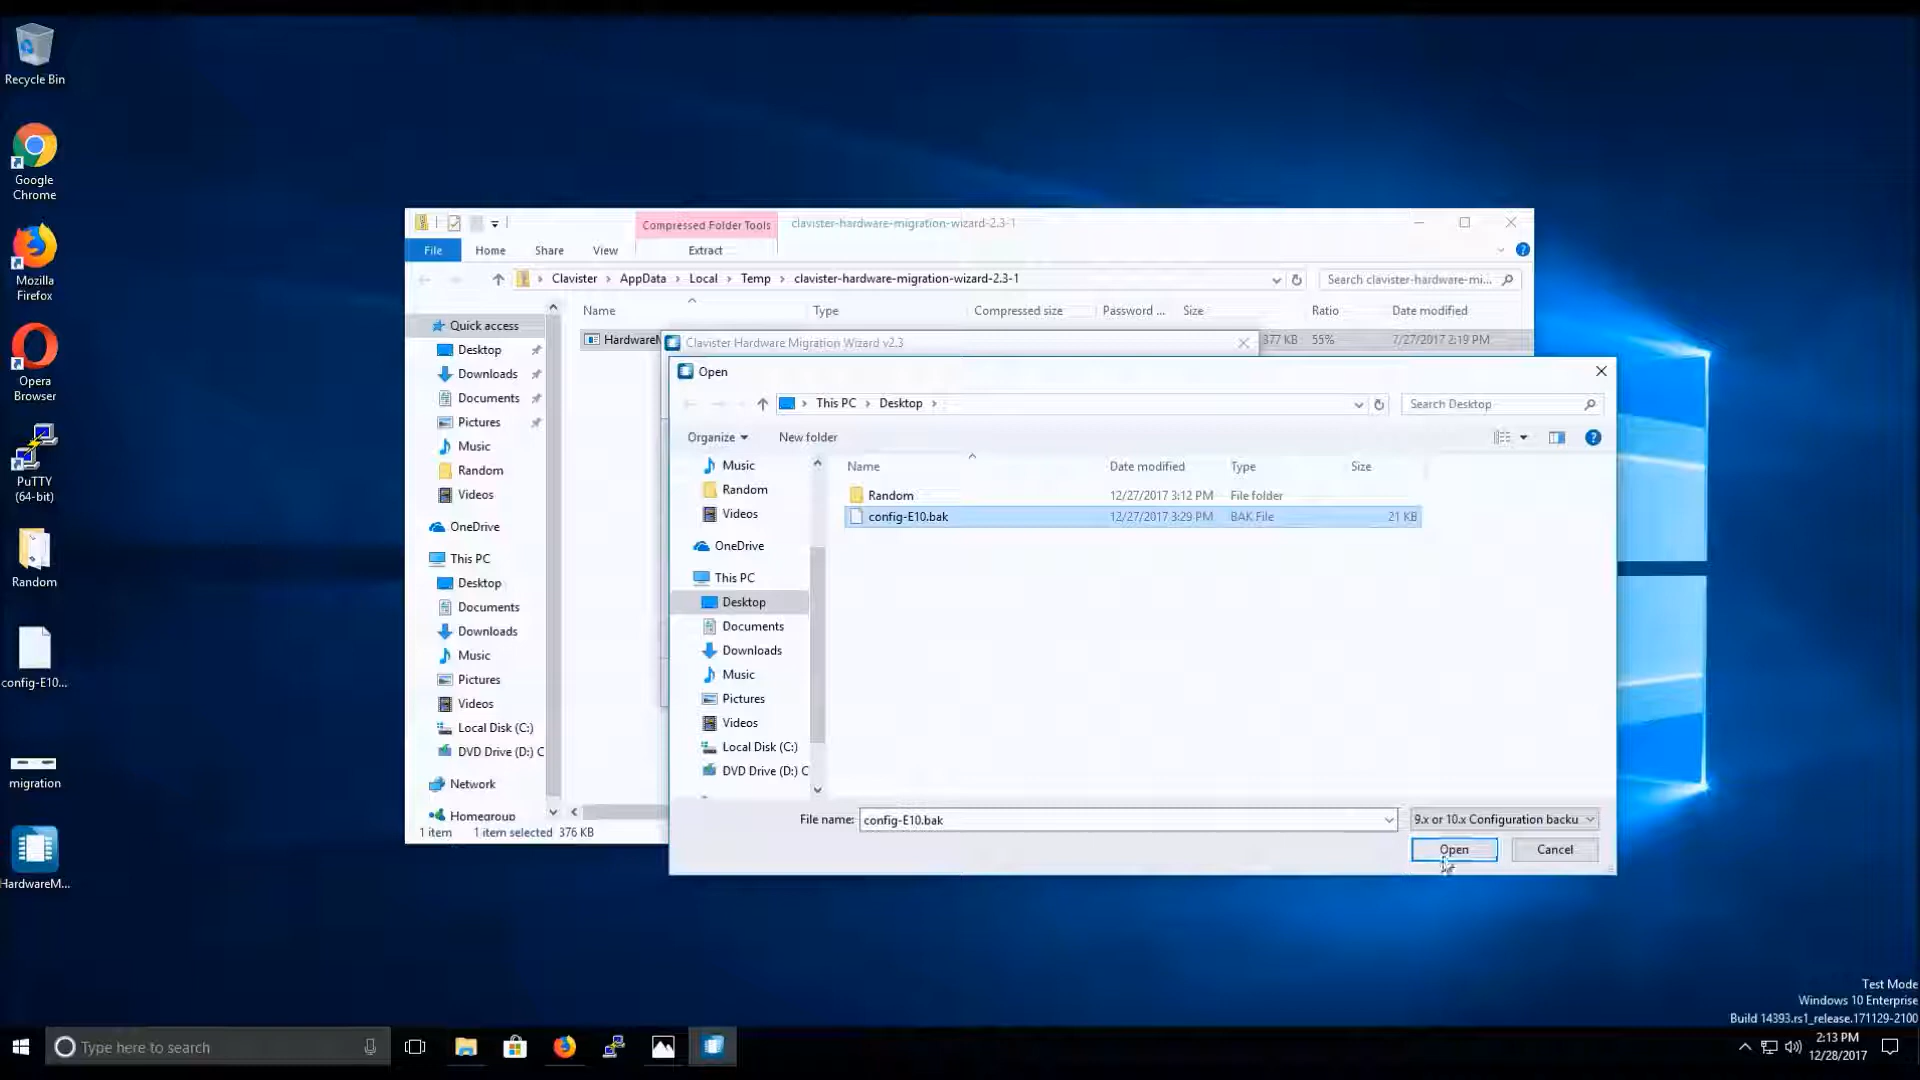 Recycle Bin
Google
Chrome
Mozilla
Firefox
Opera
Browser
PuTTY
(64-bit)
Random
config-E10...
migration
HardwareM...
Compressed Folder Tools
clavister-hardware-migration-wizard-2.3-1
File
Home
Share
View
Extract
Clavister
AppData
Local
Temp
clavister-hardware-migration-wizard-2.3-1
Search clavister-hardware-mi...
Name
Type
Compressed size
Password ...
Size
Ratio
Date modified
377 KB
55%
7/27/2017 2:19 PM
Quick access
Desktop
Downloads
Documents
Pictures
Music
Random
Videos
OneDrive
This PC
Desktop
Documents
Downloads
Music
Pictures
Videos
Local Disk (C:)
DVD Drive (D:) C
Network
Homegroup
1 item
1 item selected 376 KB
Clavister Hardware Migration Wizard v2.3
Open
This PC
Desktop
Search Desktop
Organize
New folder
Music
Random
Videos
OneDrive
This PC
Desktop
Documents
Downloads
Music
Pictures
Videos
Local Disk (C:)
DVD Drive (D:) C
Name
Date modified
Type
Size
Random
12/27/2017 3:12 PM
File folder
config-E10.bak
12/27/2017 3:29 PM
BAK File
21 KB
File name:
config-E10.bak
9.x or 10.x Configuration backu
Open
Cancel
Test Mode
Windows 10 Enterprise
Build 14393.rs1_release.171129-2100
Type here to search
2:13 PM
12/28/2017